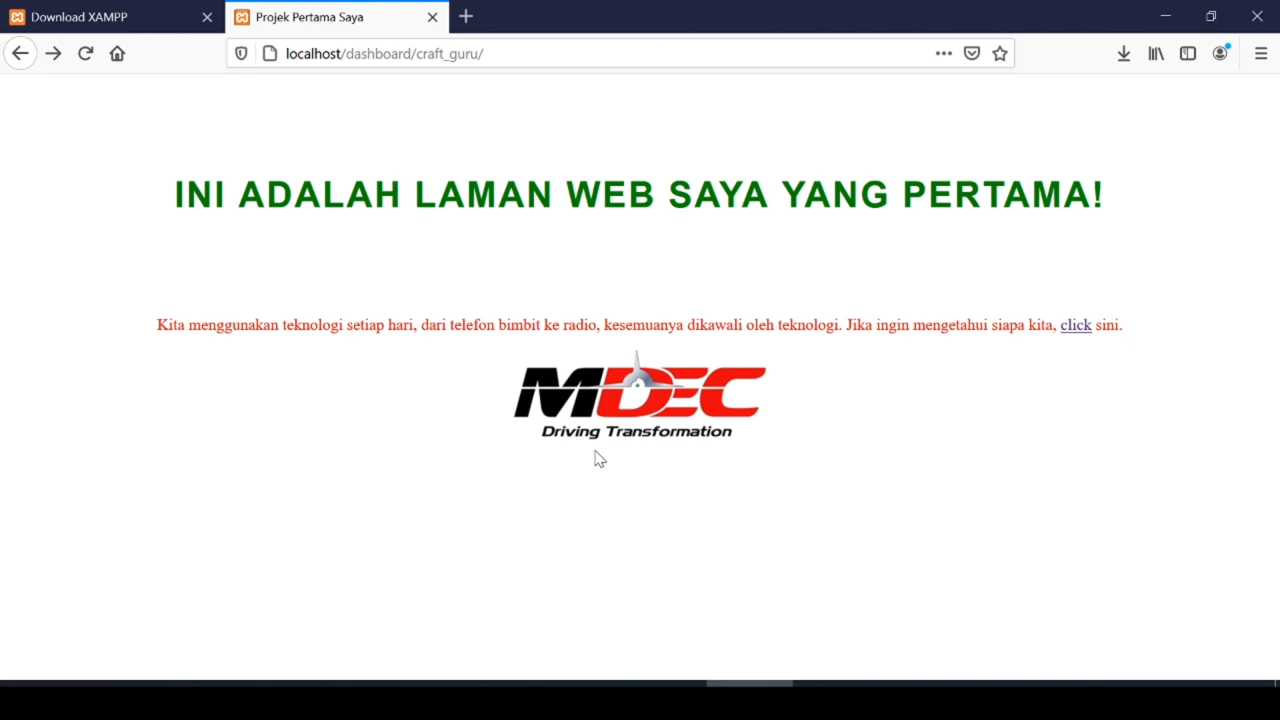 Download XAMPP
Projek Pertama Saya
localhost/dashboard/craft_guru/
INI ADALAH LAMAN WEB SAYA YANG PERTAMA!
Kita menggunakan teknologi setiap hari, dari telefon bimbit ke radio, kesemuanya dikawali oleh teknologi. Jika ingin mengetahui siapa kita, click sini.
MDEC
Driving Transformation